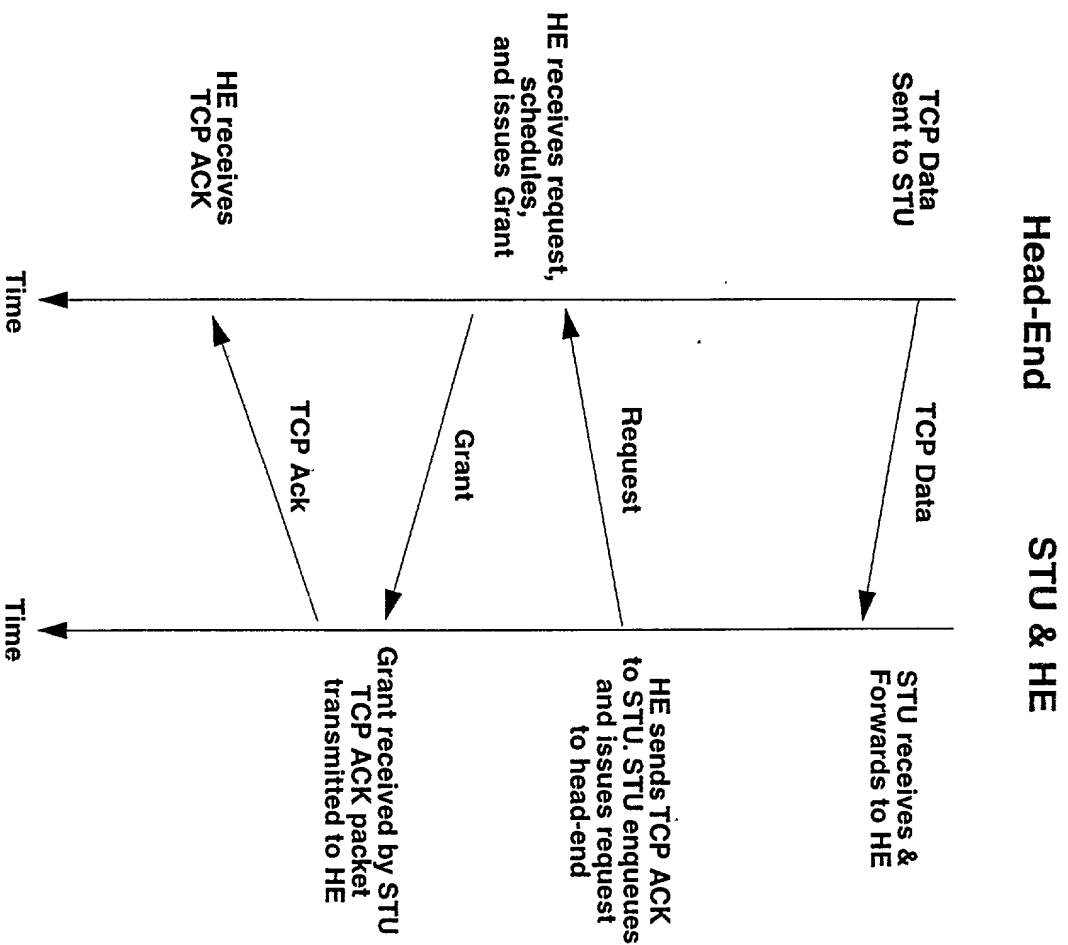 Head-End
STU & HE
TCP Data
Sent to STU
TCP Data
STU receives &
Forwards to HE
HE receives request,
schedules,
and issues Grant
Request
HE sends TCP ACK
to STU. STU enqueues
and issues request
to head-end
Grant
Grant received by STU
TCP ACK packet
transmitted to HE
TCP Ack
HE receives
TCP ACK
Time
Time